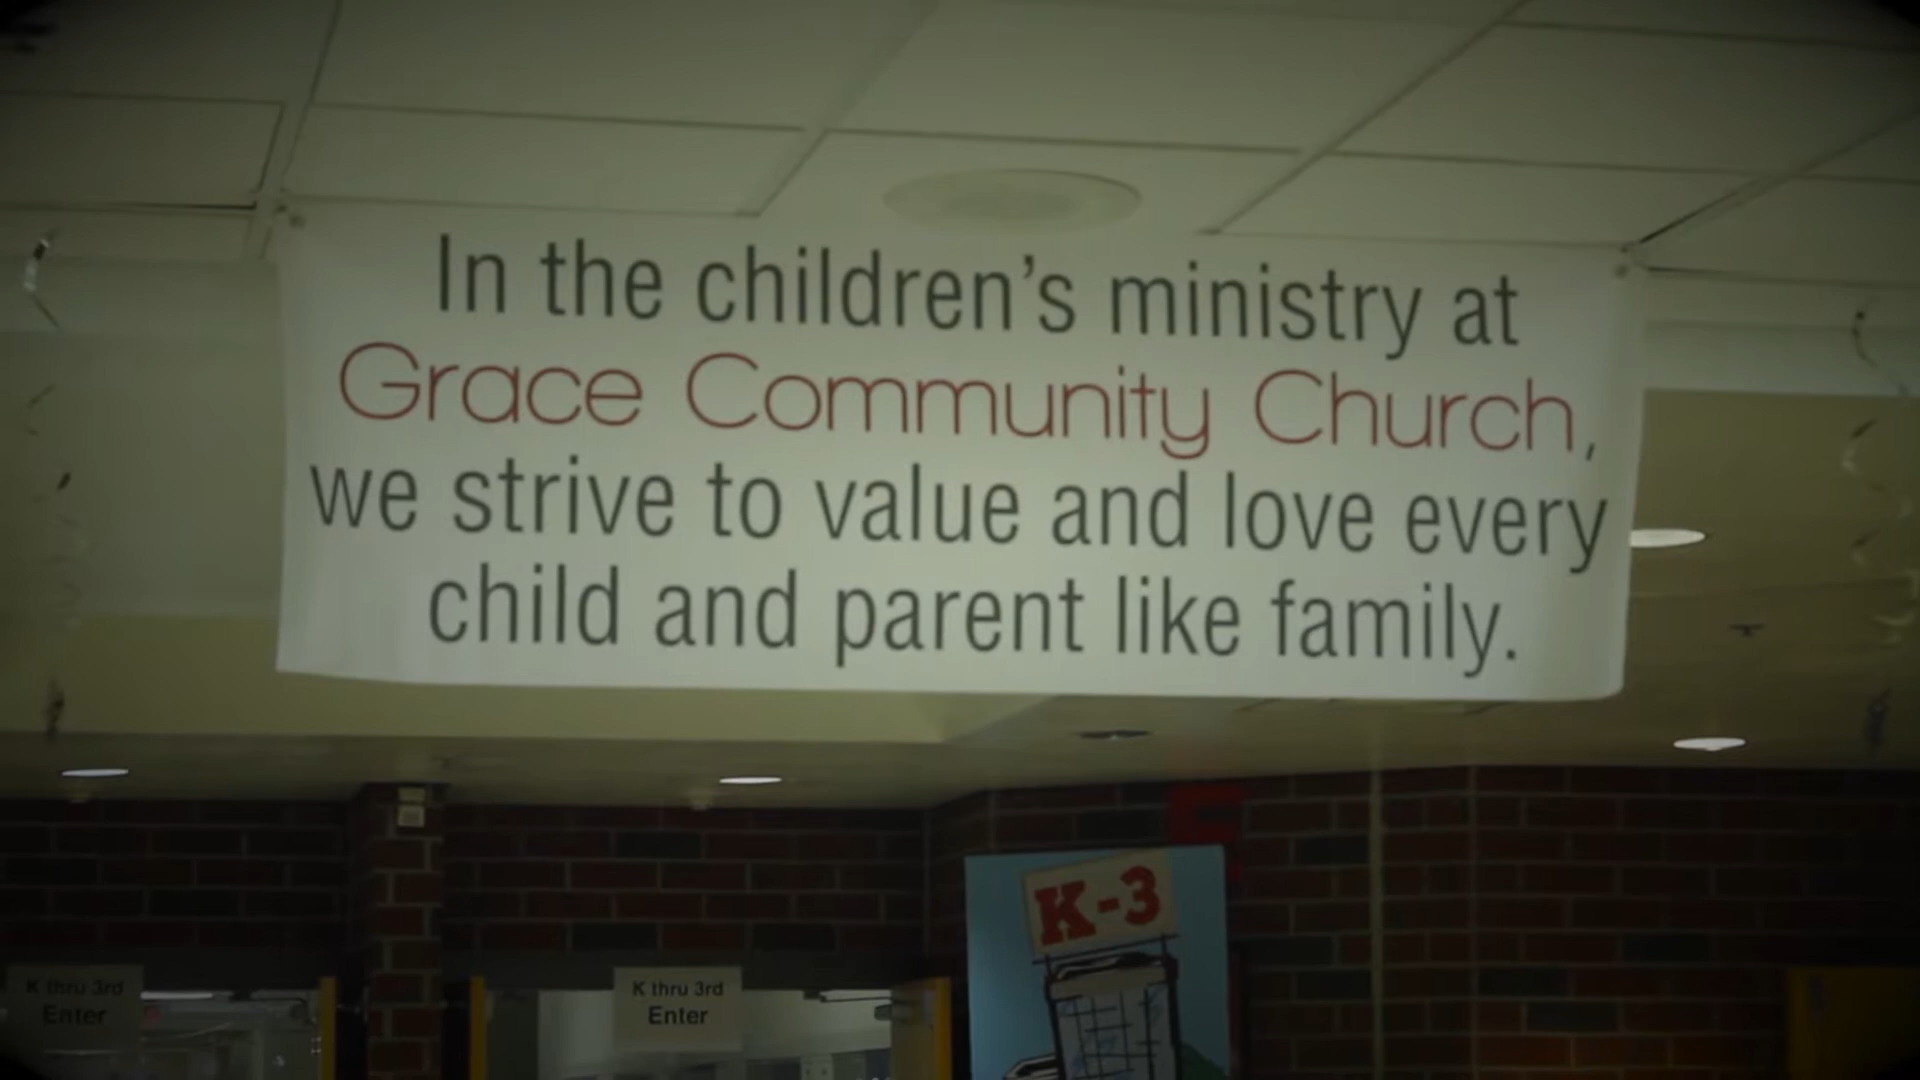 In the children's ministry at
Grace Community Church,
we strive to value and love every
child and parent like family.
K-3
K thru 3rd
Enter
K thru 3rd
Enter